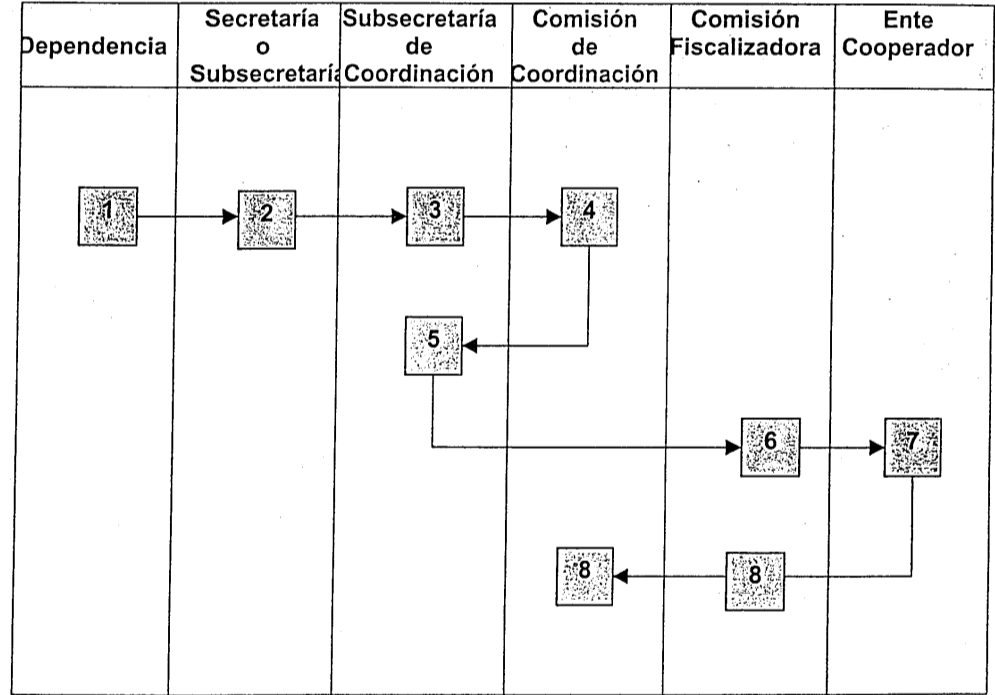 Dependencia
Secretaría
o
Subsecretaría
Subsecretaría
de
Coordinación
Comisión
de
Coordinación
Comisión
Fiscalizadora
Ente
Cooperador
1
2
3
4
5
6
7
8
8